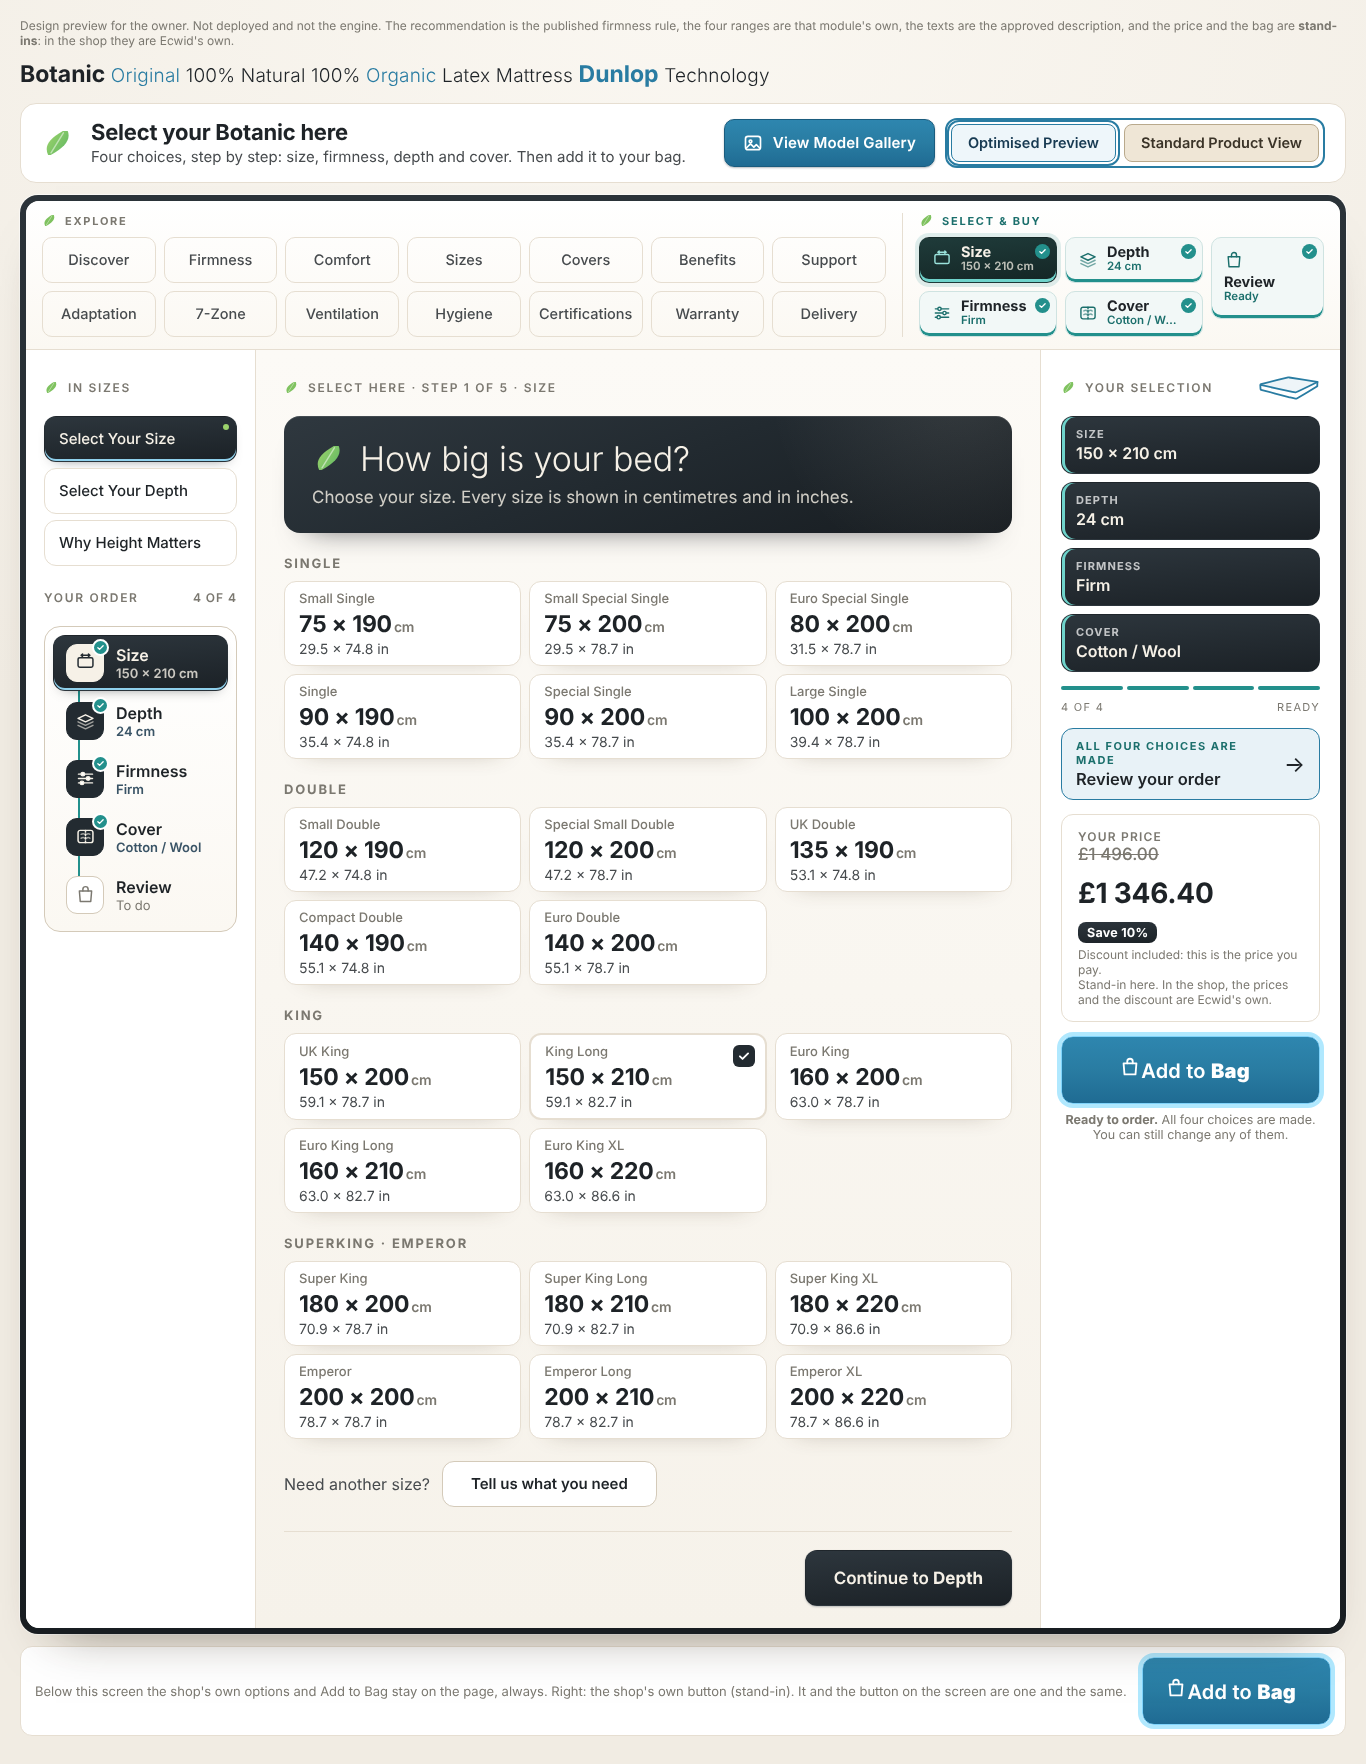 Design preview for the owner. Not deployed and not the engine. The recommendation is the published firmness rule, the four ranges are that module's own, the texts are the approved description, and the price and the bag are stand-
ins: in the shop they are Ecwid's own.
Botanic Original 100% Natural 100% Organic Latex Mattress Dunlop Technology
Select your Botanic here
Four choices, step by step: size, firmness, depth and cover. Then add it to your bag.
View Model Gallery
Optimised Preview
Standard Product View
EXPLORE
Discover
Firmness
Comfort
Sizes
Covers
Benefits
Support
Adaptation
7-Zone
Ventilation
Hygiene
Certifications
Warranty
Delivery
SELECT & BUY
Size
150 × 210 cm
Depth
24 cm
Firmness
Firm
Cover
Cotton / W...
Review
Ready
IN SIZES
Select Your Size
Select Your Depth
Why Height Matters
YOUR ORDER
4 OF 4
Size
150 × 210 cm
Depth
24 cm
Firmness
Firm
Cover
Cotton / Wool
Review
To do
SELECT HERE · STEP 1 OF 5 · SIZE
How big is your bed?
Choose your size. Every size is shown in centimetres and in inches.
SINGLE
Small Single
75 × 190 cm
29.5 × 74.8 in
Small Special Single
75 × 200 cm
29.5 × 78.7 in
Euro Special Single
80 × 200 cm
31.5 × 78.7 in
Single
90 × 190 cm
35.4 × 74.8 in
Special Single
90 × 200 cm
35.4 × 78.7 in
Large Single
100 × 200 cm
39.4 × 78.7 in
DOUBLE
Small Double
120 × 190 cm
47.2 × 74.8 in
Special Small Double
120 × 200 cm
47.2 × 78.7 in
UK Double
135 × 190 cm
53.1 × 74.8 in
Compact Double
140 × 190 cm
55.1 × 74.8 in
Euro Double
140 × 200 cm
55.1 × 78.7 in
KING
UK King
150 × 200 cm
59.1 × 78.7 in
King Long
150 × 210 cm
59.1 × 82.7 in
Euro King
160 × 200 cm
63.0 × 78.7 in
Euro King Long
160 × 210 cm
63.0 × 82.7 in
Euro King XL
160 × 220 cm
63.0 × 86.6 in
SUPERKING · EMPEROR
Super King
180 × 200 cm
70.9 × 78.7 in
Super King Long
180 × 210 cm
70.9 × 82.7 in
Super King XL
180 × 220 cm
70.9 × 86.6 in
Emperor
200 × 200 cm
78.7 × 78.7 in
Emperor Long
200 × 210 cm
78.7 × 82.7 in
Emperor XL
200 × 220 cm
78.7 × 86.6 in
Need another size?
Tell us what you need
Continue to Depth
YOUR SELECTION
SIZE
150 × 210 cm
DEPTH
24 cm
FIRMNESS
Firm
COVER
Cotton / Wool
4 OF 4
READY
ALL FOUR CHOICES ARE
MADE
Review your order
YOUR PRICE
£1 496.00
£1 346.40
Save 10%
Discount included: this is the price you
pay.
Stand-in here. In the shop, the prices
and the discount are Ecwid's own.
Add to Bag
Ready to order. All four choices are made.
You can still change any of them.
Below this screen the shop's own options and Add to Bag stay on the page, always. Right: the shop's own button (stand-in). It and the button on the screen are one and the same.
Add to Bag